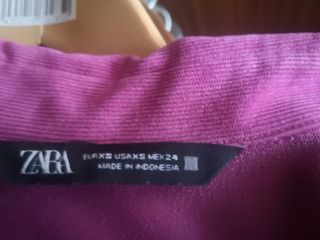 ZARA
EUR XS USA XS MEX 24
MADE IN INDONESIA